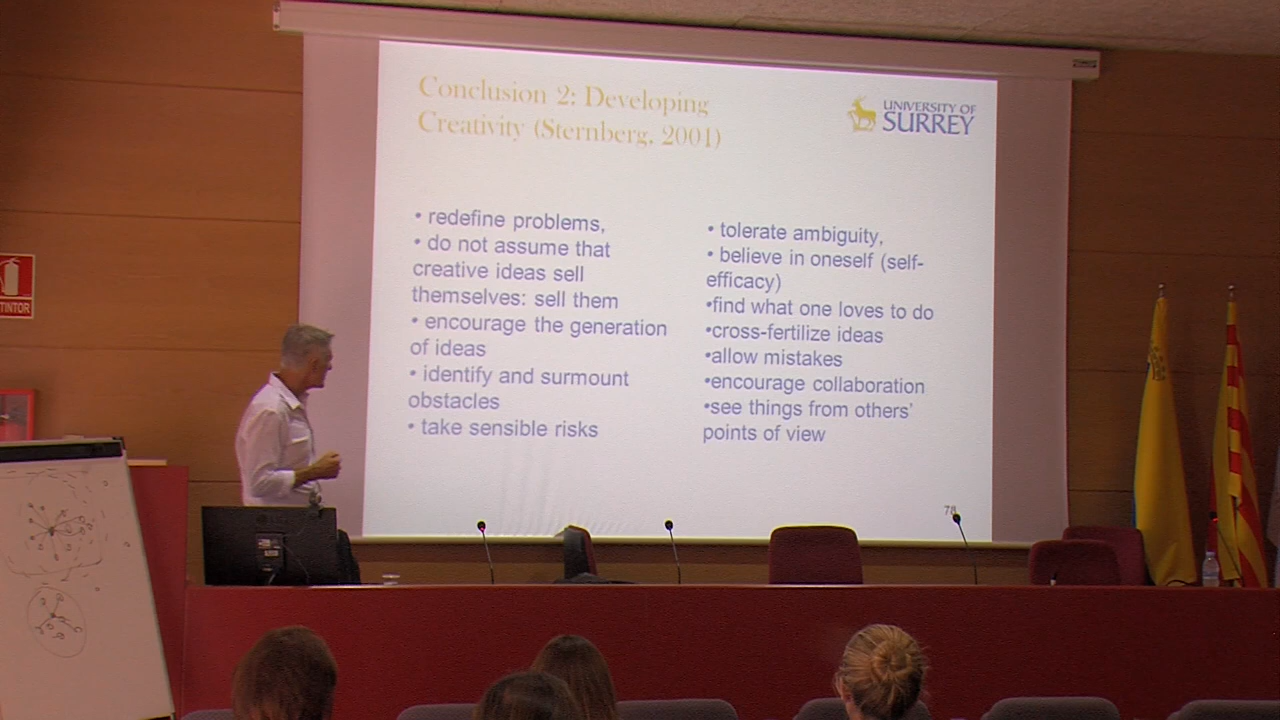 Conclusion 2: Developing
Creativity (Sternberg, 2001)
UNIVERSITY OF
SURREY
• redefine problems,
• do not assume that
creative ideas sell
themselves: sell them
• encourage the generation
of ideas
• identify and surmount
obstacles
• take sensible risks
• tolerate ambiguity,
• believe in oneself (self-
efficacy)
•find what one loves to do
•cross-fertilize ideas
•allow mistakes
•encourage collaboration
•see things from others'
points of view
78
TINTOR